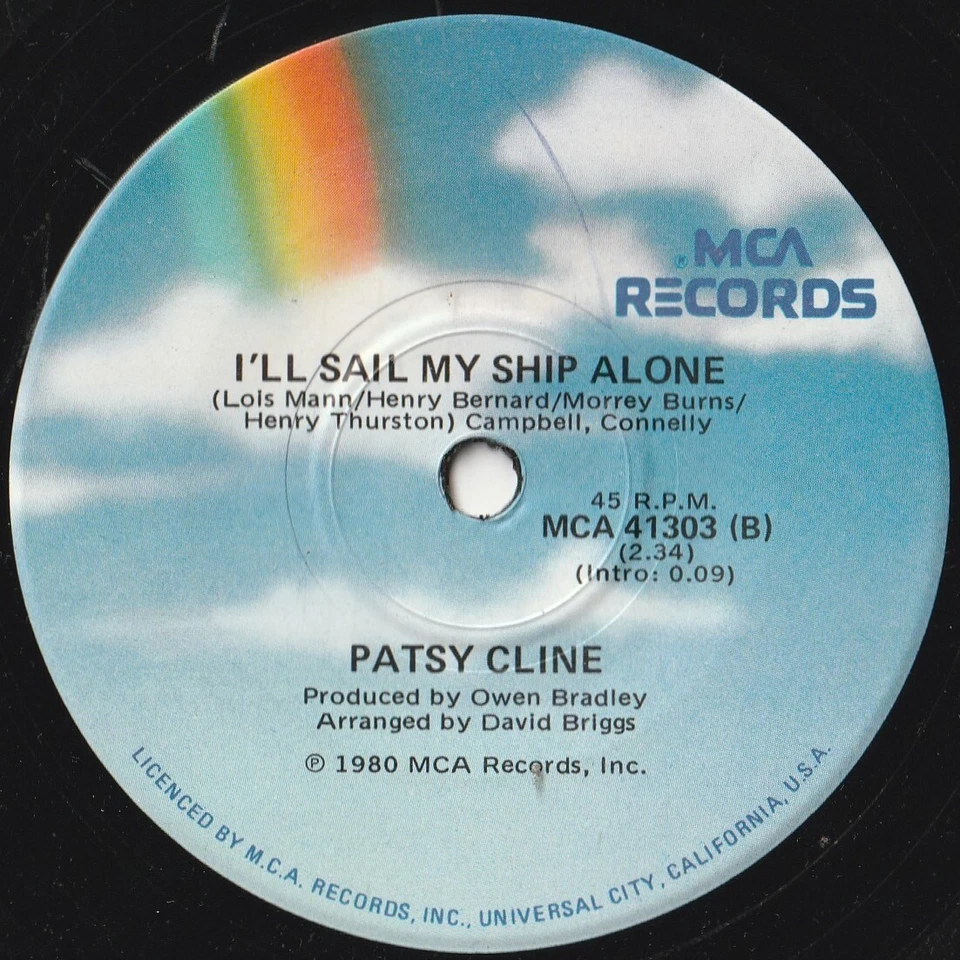 ® MCA
RECORDS
I'LL SAIL MY SHIP ALONE
(Lois Mann/Henry Bernard/Morrey Burns/
Henry Thurston) Campbell, Connelly
45 R.P.M.
MCA 41303 (B)
(2.34)
(Intro: 0.09)
PATSY CLINE
Produced by Owen Bradley
Arranged by David Briggs
℗ 1980 MCA Records, Inc.
LICENCED BY M.C.A. RECORDS, INC., UNIVERSAL CITY, CALIFORNIA, U.S.A.